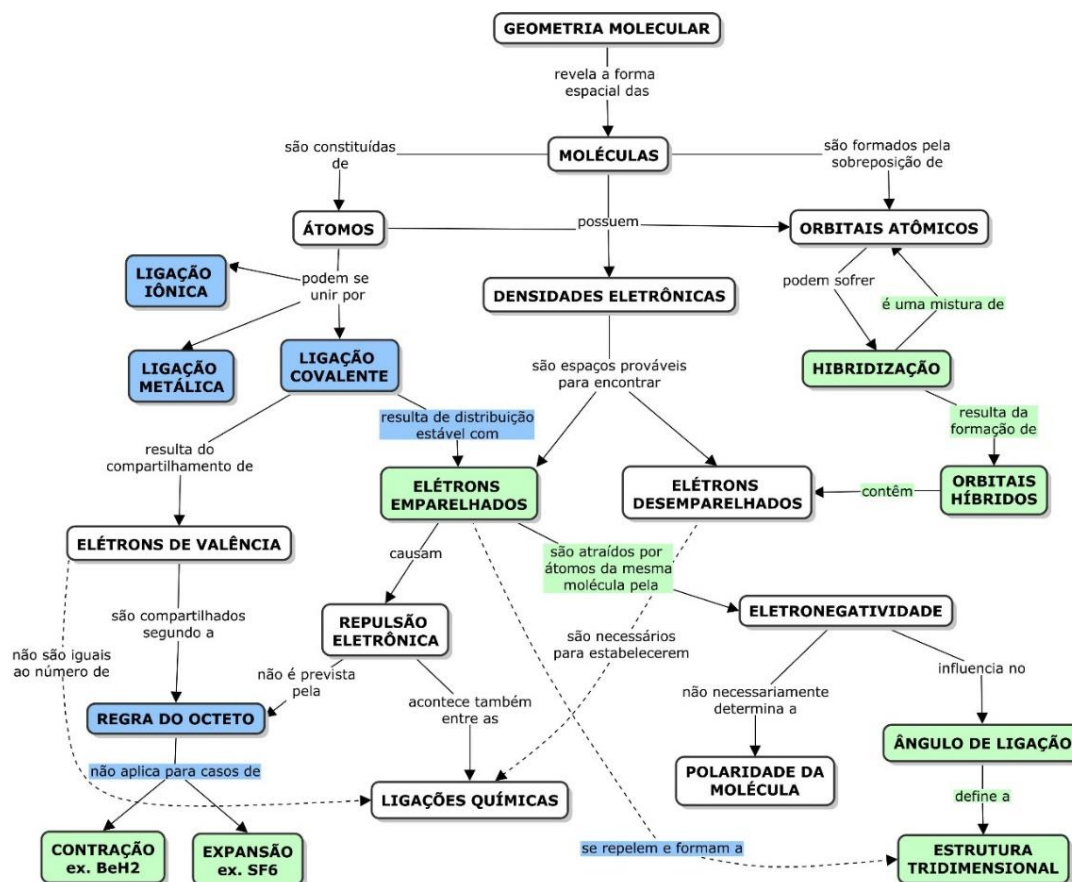 GEOMETRIA MOLECULAR
revela a forma
espacial das
são constituídas
de
MOLÉCULAS
são formados pela
sobreposição de
ÁTOMOS
possuem
ORBITAIS ATÔMICOS
LIGAÇÃO
IÔNICA
podem se
unir por
DENSIDADES ELETRÔNICAS
podem sofrer
é uma mistura de
LIGAÇÃO
METÁLICA
LIGAÇÃO
COVALENTE
são espaços prováveis
para encontrar
HIBRIDIZAÇÃO
resulta de distribuição
estável com
resulta da
formação de
resulta do
compartilhamento de
ELÉTRONS
EMPARELHADOS
ELÉTRONS
DESEMPARELHADOS
contêm
ORBITAIS
HÍBRIDOS
ELÉTRONS DE VALÊNCIA
causam
são atraídos por
átomos da mesma
molécula pela
ELETRONEGATIVIDADE
são compartilhados
segundo a
REPULSÃO
ELETRÔNICA
são necessários
para estabelecerem
não são iguais
ao número de
não é prevista
pela
acontece também
entre as
não necessariamente
determina a
influencia no
REGRA DO OCTETO
ÂNGULO DE LIGAÇÃO
não aplica para casos de
LIGAÇÕES QUÍMICAS
POLARIDADE DA
MOLÉCULA
define a
CONTRAÇÃO
ex. BeH2
EXPANSÃO
ex. SF6
se repelem e formam a
ESTRUTURA
TRIDIMENSIONAL